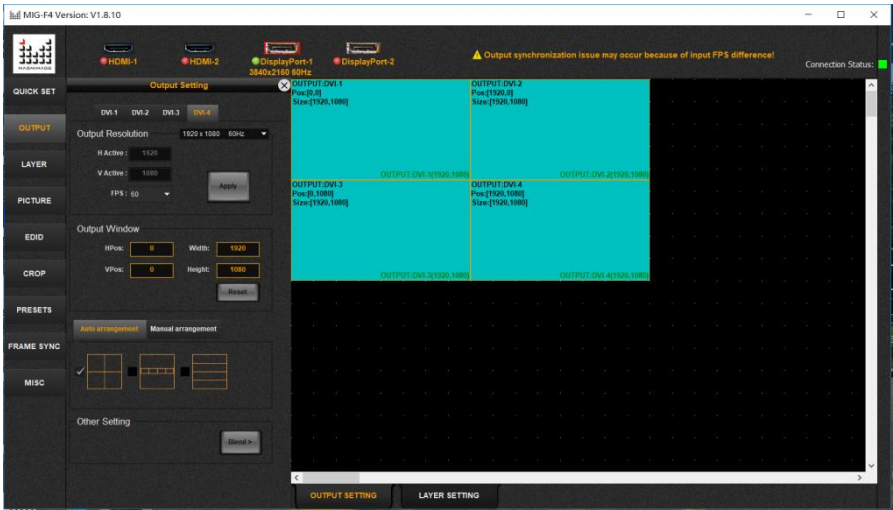 MIG-F4 Version: V1.8.10
MAGNIMAGE
HDMI-1
HDMI-2
DisplayPort-1
3840x2160 60Hz
DisplayPort-2
Output synchronization issue may occur because of input FPS difference!
Connection Status:
QUICK SET
OUTPUT
LAYER
PICTURE
EDID
CROP
PRESETS
FRAME SYNC
MISC
Output Setting
DVI-1 DVI-2 DVI-3 DVI-4
Output Resolution 1920 x 1080 60Hz
H Active : 1920
V Active : 1080
FPS : 60
Apply
Output Window
HPos: 0 Width: 1920
VPos: 0 Height: 1080
Reset
Auto arrangement Manual arrangement
Other Setting
Blend >
OUTPUT:DVI-1
Pos:[0,0]
Size:[1920,1080]
OUTPUT:DVI-1[1920,1080]
OUTPUT:DVI-2
Pos:[1920,0]
Size:[1920,1080]
OUTPUT:DVI-2[1920,1080]
OUTPUT:DVI-3
Pos:[0,1080]
Size:[1920,1080]
OUTPUT:DVI-3[1920,1080]
OUTPUT:DVI-4
Pos:[1920,1080]
Size:[1920,1080]
OUTPUT:DVI-4[1920,1080]
OUTPUT SETTING LAYER SETTING